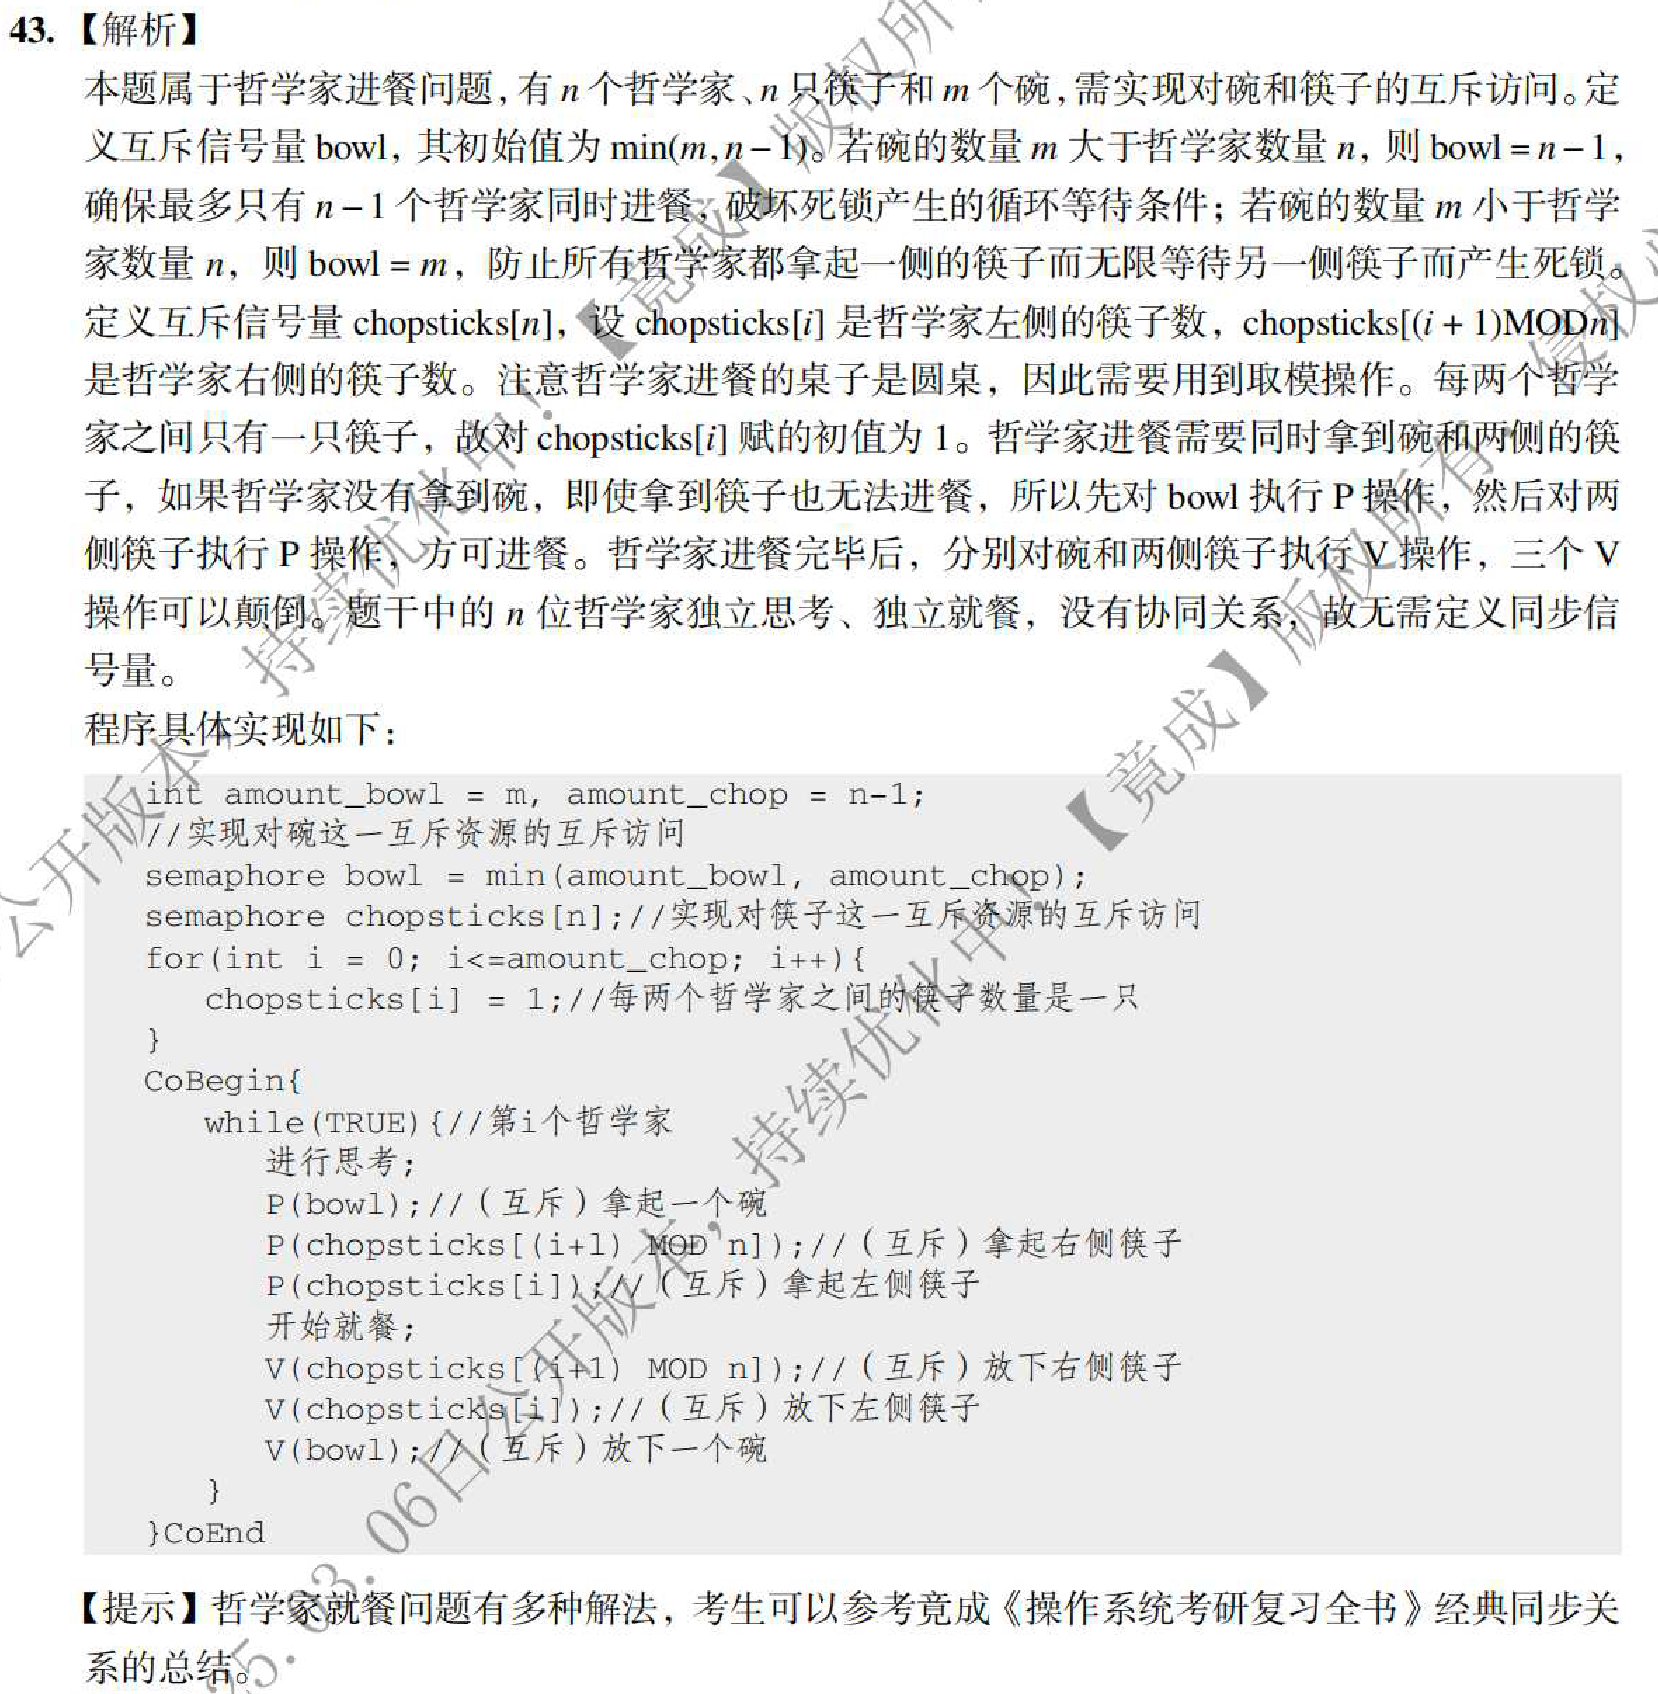 43. 【解析】
本题属于哲学家进餐问题，有 n 个哲学家、n 只筷子和 m 个碗，需实现对碗和筷子的互斥访问。定
义互斥信号量 bowl，其初始值为 min(m, n − 1)。若碗的数量 m 大于哲学家数量 n，则 bowl = n − 1，
确保最多只有 n − 1 个哲学家同时进餐，破坏死锁产生的循环等待条件；若碗的数量 m 小于哲学
家数量 n，则 bowl = m，防止所有哲学家都拿起一侧的筷子而无限等待另一侧筷子而产生死锁。
定义互斥信号量 chopsticks[n]，设 chopsticks[i] 是哲学家左侧的筷子数，chopsticks[(i + 1)MODn]
是哲学家右侧的筷子数。注意哲学家进餐的桌子是圆桌，因此需要用到取模操作。每两个哲学
家之间只有一只筷子，故对 chopsticks[i] 赋的初值为 1。哲学家进餐需要同时拿到碗和两侧的筷
子，如果哲学家没有拿到碗，即使拿到筷子也无法进餐，所以先对 bowl 执行 P 操作，然后对两
侧筷子执行 P 操作，方可进餐。哲学家进餐完毕后，分别对碗和两侧筷子执行 V 操作，三个 V
操作可以颠倒。题干中的 n 位哲学家独立思考、独立就餐，没有协同关系，故无需定义同步信
号量。
程序具体实现如下：
int amount_bowl = m, amount_chop = n-1;
//实现对碗这一互斥资源的互斥访问
semaphore bowl = min(amount_bowl, amount_chop);
semaphore chopsticks[n];//实现对筷子这一互斥资源的互斥访问
for(int i = 0; i<=amount_chop; i++){
chopsticks[i] = 1;//每两个哲学家之间的筷子数量是一只
}
CoBegin{
while(TRUE){//第i个哲学家
进行思考;
P(bowl);//（互斥）拿起一个碗
P(chopsticks[(i+1) MOD n]);//（互斥）拿起右侧筷子
P(chopsticks[i]);//（互斥）拿起左侧筷子
开始就餐;
V(chopsticks[(i+1) MOD n]);//（互斥）放下右侧筷子
V(chopsticks[i]);//（互斥）放下左侧筷子
V(bowl);//（互斥）放下一个碗
}
}CoEnd
【提示】哲学家就餐问题有多种解法，考生可以参考竟成《操作系统考研复习全书》经典同步关
系的总结。
25. 03. 06日公开版本，持续优化中！【竟成】版权所有，
公开版本，持续优化中！【竟成】版权所
侵权